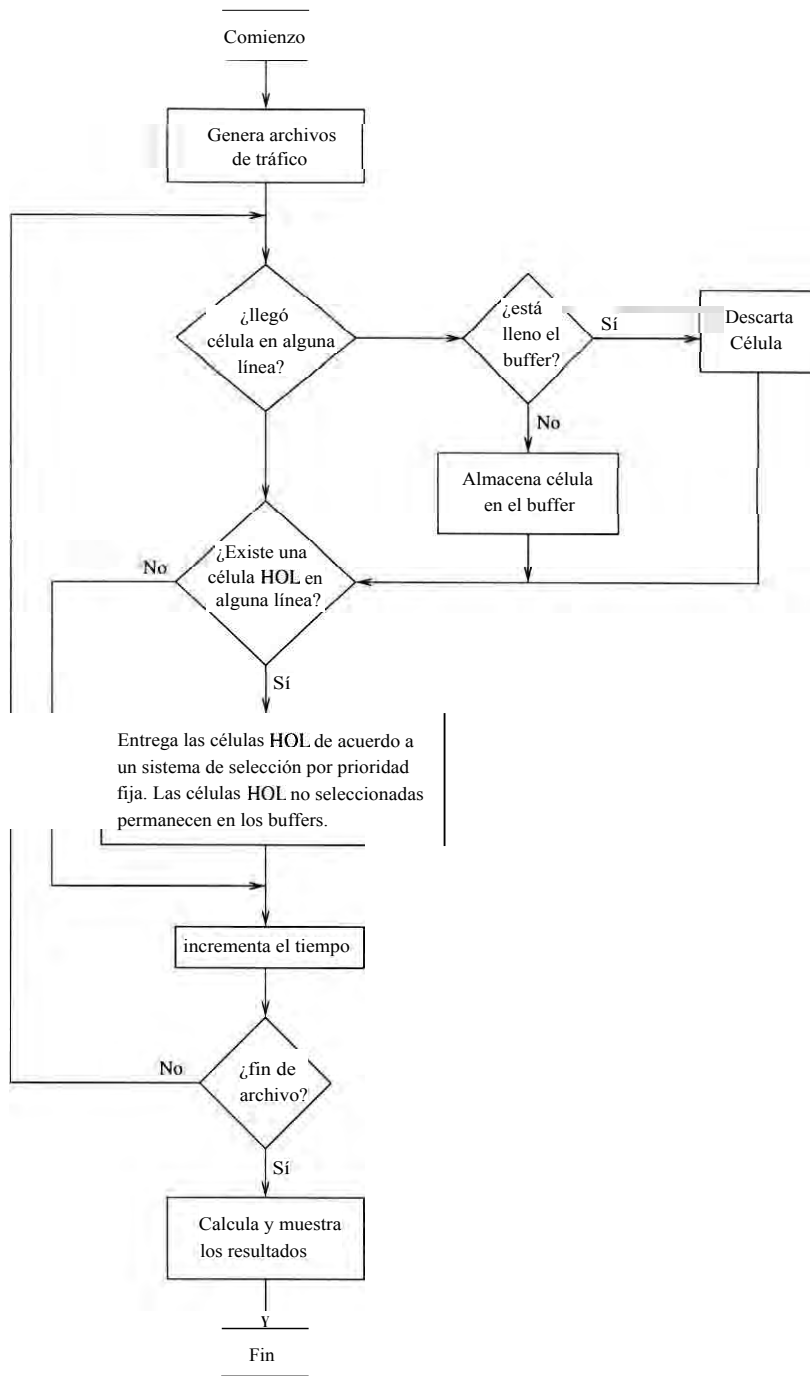 Comienzo
Genera archivos
de tráfico
¿llegó
célula en alguna
línea?
¿está
lleno el
buffer?
Sí
Descarta
Célula
No
Almacena célula
en el buffer
¿Existe una
célula HOL en
alguna línea?
No
Sí
Entrega las células HOL de acuerdo a
un sistema de selección por prioridad
fija. Las células HOL no seleccionadas
permanecen en los buffers.
incrementa el tiempo
No
¿fin de
archivo?
Sí
Calcula y muestra
los resultados
Fin